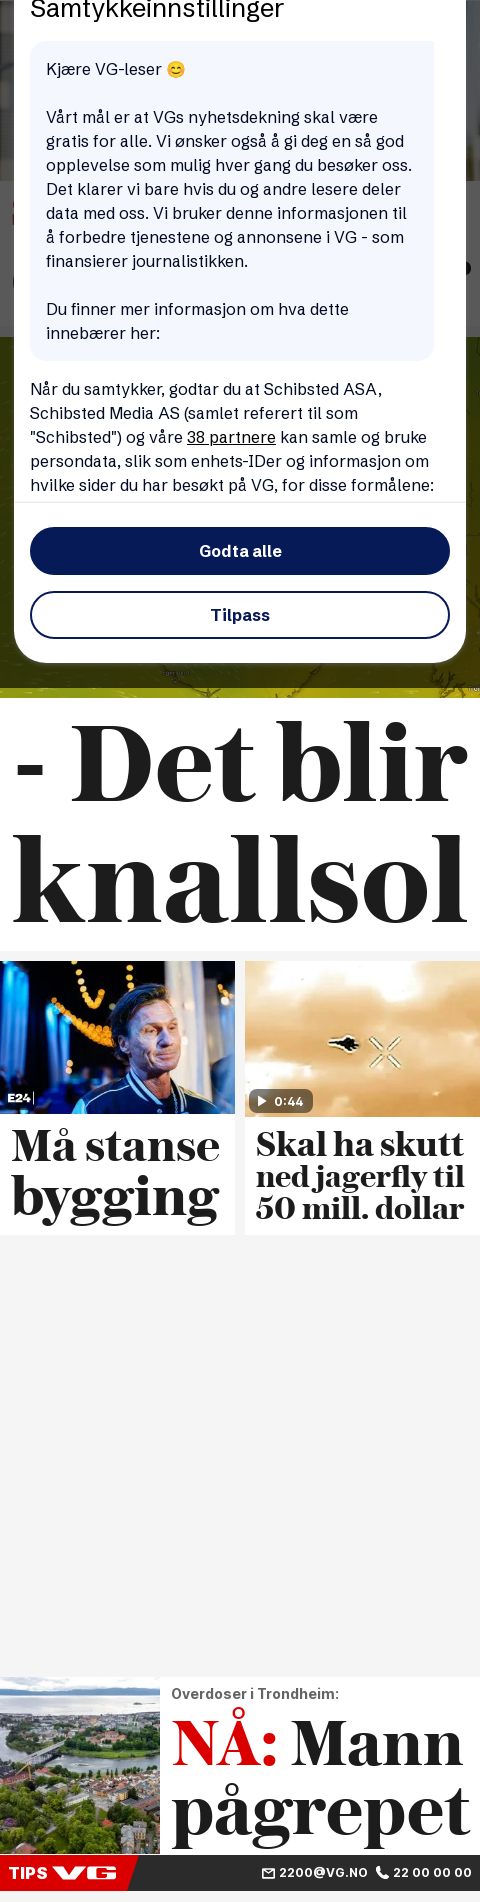 Samtykkeinnstillinger
Kjære VG-leser 😊
Vårt mål er at VGs nyhetsdekning skal være
gratis for alle. Vi ønsker også å gi deg en så god
opplevelse som mulig hver gang du besøker oss.
Det klarer vi bare hvis du og andre lesere deler
data med oss. Vi bruker denne informasjonen til
å forbedre tjenestene og annonsene i VG - som
finansierer journalistikken.
Du finner mer informasjon om hva dette
innebærer her:
Når du samtykker, godtar du at Schibsted ASA,
Schibsted Media AS (samlet referert til som
"Schibsted") og våre 38 partnere kan samle og bruke
persondata, slik som enhets-IDer og informasjon om
hvilke sider du har besøkt på VG, for disse formålene:
Godta alle
Tilpass
- Det blir
knallsol
E24
0:44
Må stanse
bygging
Skal ha skutt
ned jagerfly til
50 mill. dollar
Overdoser i Trondheim:
NÅ: Mann
pågrepet
TIPS VG 2200@VG.NO 22 00 00 00